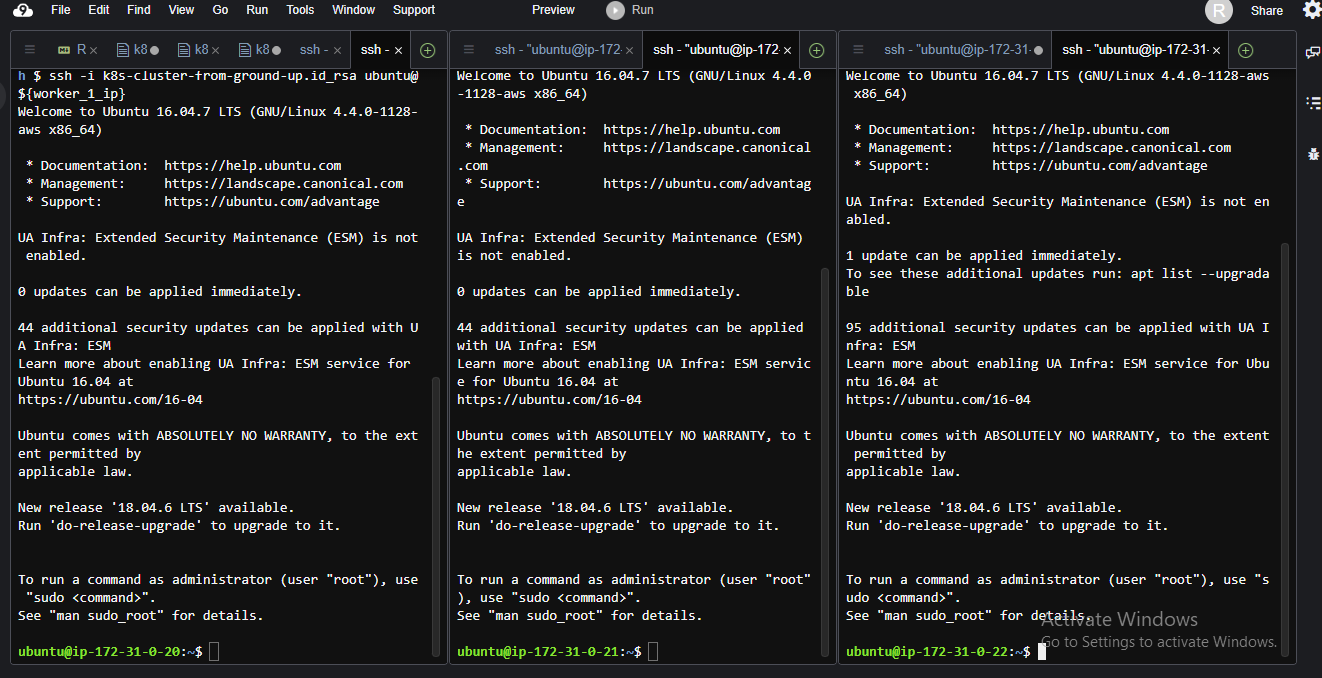 File Edit Find View Go Run Tools Window Support Preview Run R Share
R × k8 k8 × k8 ssh - × ssh - ×
ssh - "ubuntu@ip-172- × ssh - "ubuntu@ip-172- ×
ssh - "ubuntu@ip-172-31- ssh - "ubuntu@ip-172-31- ×
h $ ssh -i k8s-cluster-from-ground-up.id_rsa ubuntu@
${worker_1_ip}
Welcome to Ubuntu 16.04.7 LTS (GNU/Linux 4.4.0-1128-
aws x86_64)
* Documentation: https://help.ubuntu.com
* Management: https://landscape.canonical.com
* Support: https://ubuntu.com/advantage
UA Infra: Extended Security Maintenance (ESM) is not
enabled.
0 updates can be applied immediately.
44 additional security updates can be applied with U
A Infra: ESM
Learn more about enabling UA Infra: ESM service for
Ubuntu 16.04 at
https://ubuntu.com/16-04
Ubuntu comes with ABSOLUTELY NO WARRANTY, to the ext
ent permitted by
applicable law.
New release '18.04.6 LTS' available.
Run 'do-release-upgrade' to upgrade to it.
To run a command as administrator (user "root"), use
"sudo <command>".
See "man sudo_root" for details.
ubuntu@ip-172-31-0-20:~$
Welcome to Ubuntu 16.04.7 LTS (GNU/Linux 4.4.0
-1128-aws x86_64)
* Documentation: https://help.ubuntu.com
* Management: https://landscape.canonical
.com
* Support: https://ubuntu.com/advantag
e
UA Infra: Extended Security Maintenance (ESM)
is not enabled.
0 updates can be applied immediately.
44 additional security updates can be applied
with UA Infra: ESM
Learn more about enabling UA Infra: ESM servic
e for Ubuntu 16.04 at
https://ubuntu.com/16-04
Ubuntu comes with ABSOLUTELY NO WARRANTY, to t
he extent permitted by
applicable law.
New release '18.04.6 LTS' available.
Run 'do-release-upgrade' to upgrade to it.
To run a command as administrator (user "root"
), use "sudo <command>".
See "man sudo_root" for details.
ubuntu@ip-172-31-0-21:~$
Welcome to Ubuntu 16.04.7 LTS (GNU/Linux 4.4.0-1128-aws
x86_64)
* Documentation: https://help.ubuntu.com
* Management: https://landscape.canonical.com
* Support: https://ubuntu.com/advantage
UA Infra: Extended Security Maintenance (ESM) is not en
abled.
1 update can be applied immediately.
To see these additional updates run: apt list --upgrada
ble
95 additional security updates can be applied with UA I
nfra: ESM
Learn more about enabling UA Infra: ESM service for Ubu
ntu 16.04 at
https://ubuntu.com/16-04
Ubuntu comes with ABSOLUTELY NO WARRANTY, to the extent
permitted by
applicable law.
New release '18.04.6 LTS' available.
Run 'do-release-upgrade' to upgrade to it.
To run a command as administrator (user "root"), use "s
udo <command>".
See "man sudo_root" for details.
ubuntu@ip-172-31-0-22:~$
Activate Windows
Go to Settings to activate Windows.